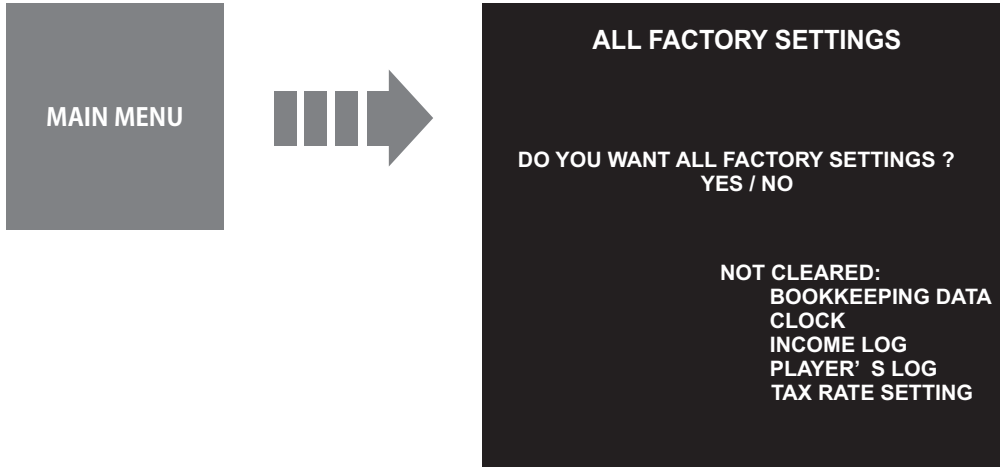 MAIN MENU
ALL FACTORY SETTINGS
DO YOU WANT ALL FACTORY SETTINGS ?
YES / NO
NOT CLEARED:
BOOKKEEPING DATA
CLOCK
INCOME LOG
PLAYER’ S LOG
TAX RATE SETTING